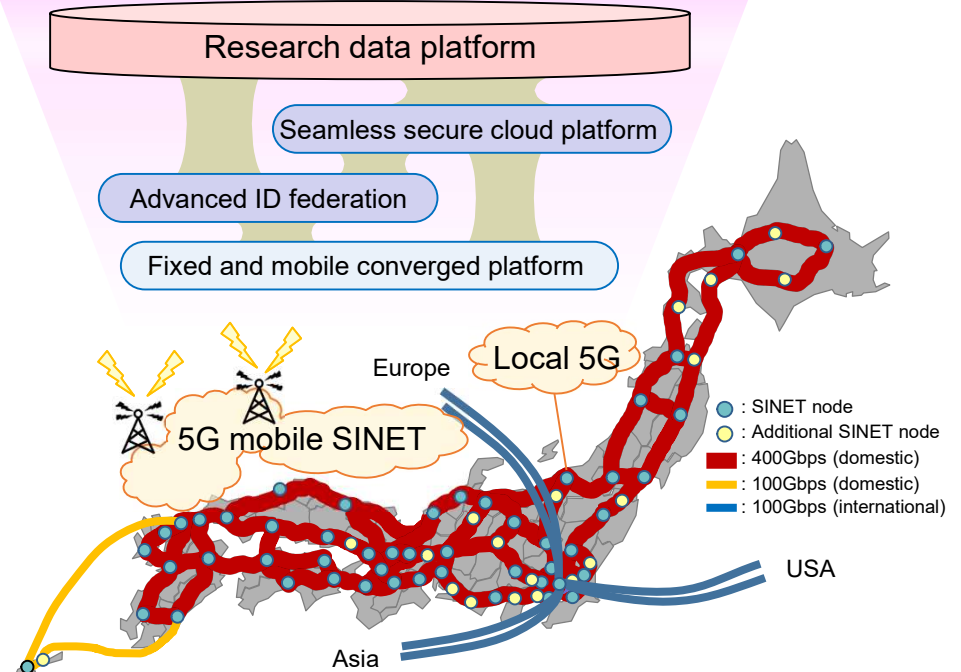 Research data platform
Seamless secure cloud platform
Advanced ID federation
Fixed and mobile converged platform
Europe
Local 5G
5G mobile SINET
: SINET node
: Additional SINET node
: 400Gbps (domestic)
: 100Gbps (domestic)
: 100Gbps (international)
USA
Asia